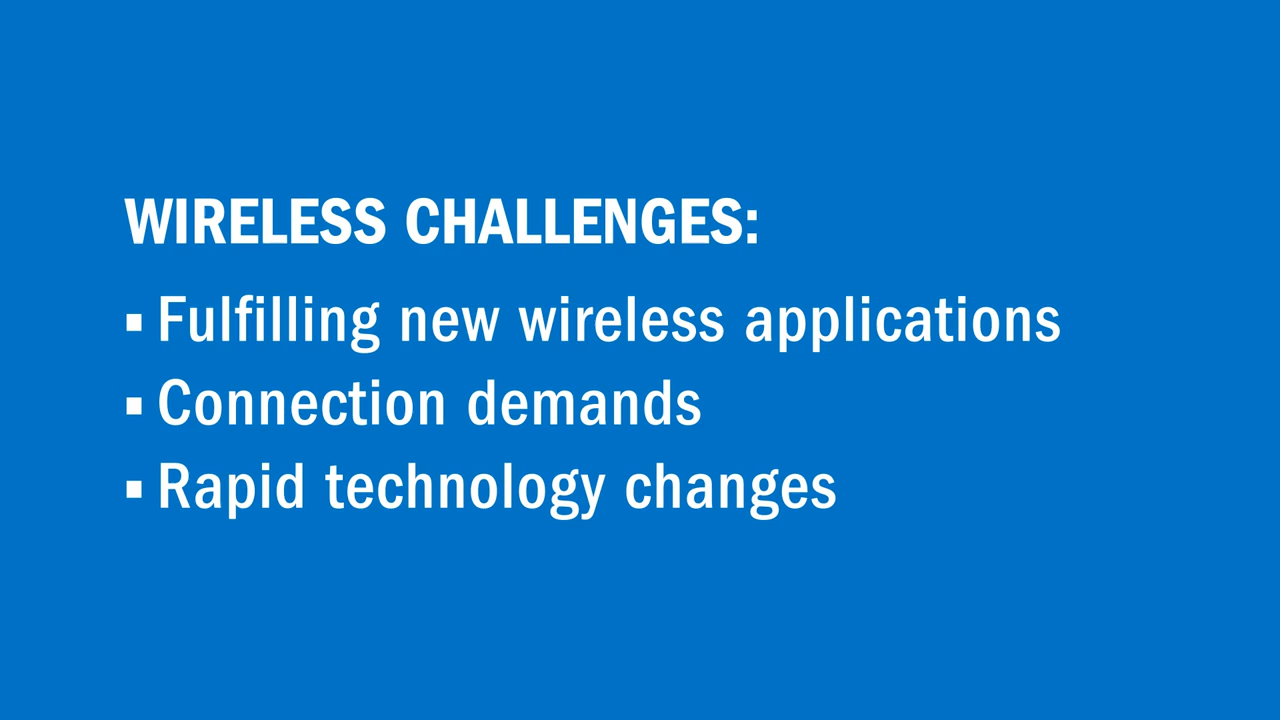 WIRELESS CHALLENGES:
▪ Fulfilling new wireless applications
▪ Connection demands
▪ Rapid technology changes